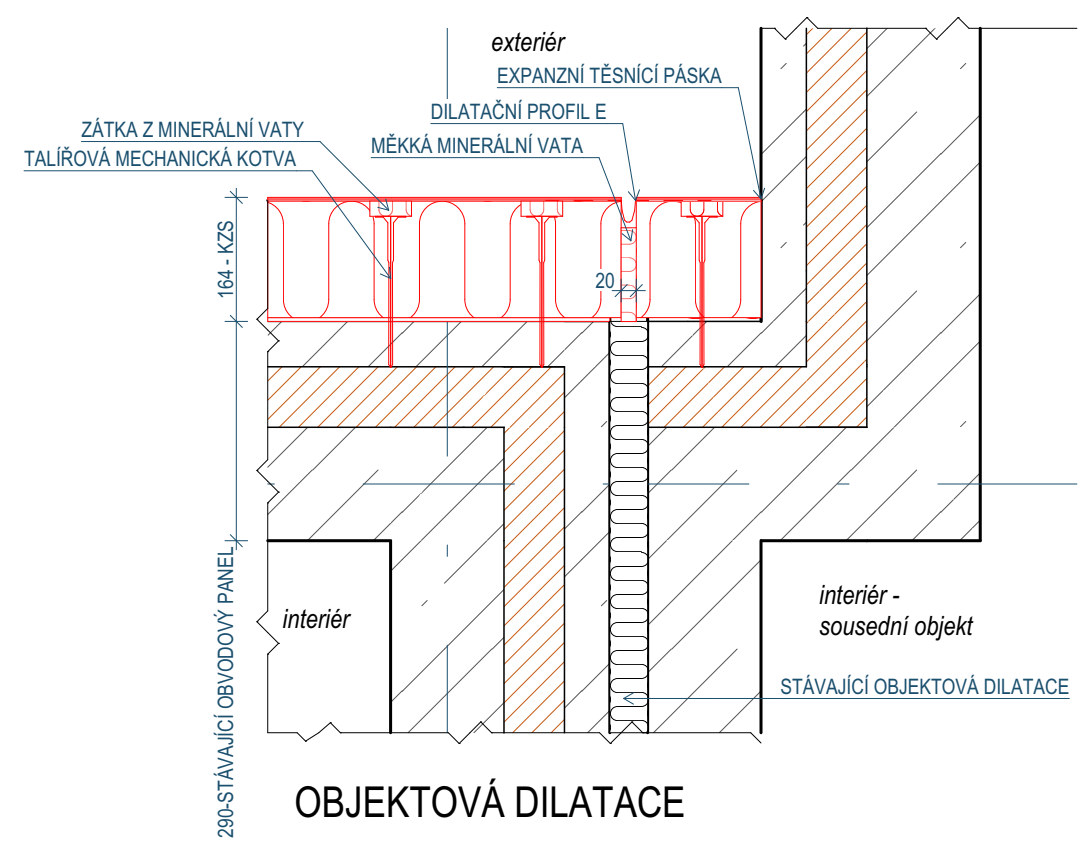 exteriér
EXPANZNÍ TĚSNÍCÍ PÁSKA
DILATAČNÍ PROFIL E
ZÁTKA Z MINERÁLNÍ VATY
MĚKKÁ MINERÁLNÍ VATA
TALÍŘOVÁ MECHANICKÁ KOTVA
164 - KZS
20
290-STÁVAJÍCÍ OBVODOVÝ PANEL
interiér
interiér -
sousední objekt
STÁVAJÍCÍ OBJEKTOVÁ DILATACE
OBJEKTOVÁ DILATACE